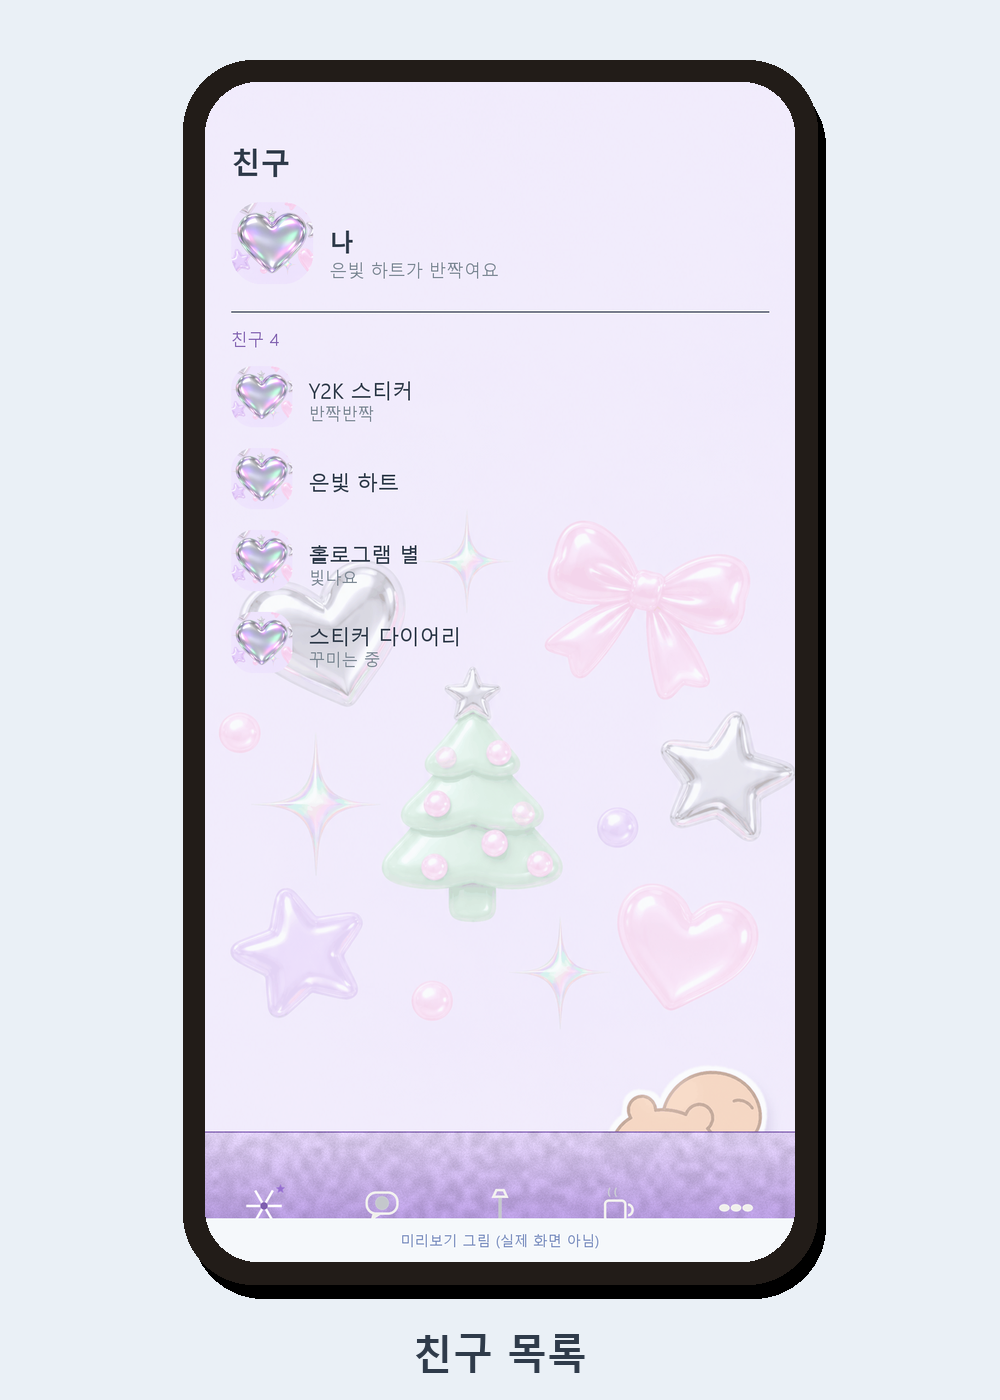 친구
나
은빛 하트가 반짝여요
친구 4
Y2K 스티커
반짝반짝
은빛 하트
홀로그램 별
빛나요
스티커 다이어리
꾸미는 중
미리보기 그림 (실제 화면 아님)
친구 목록